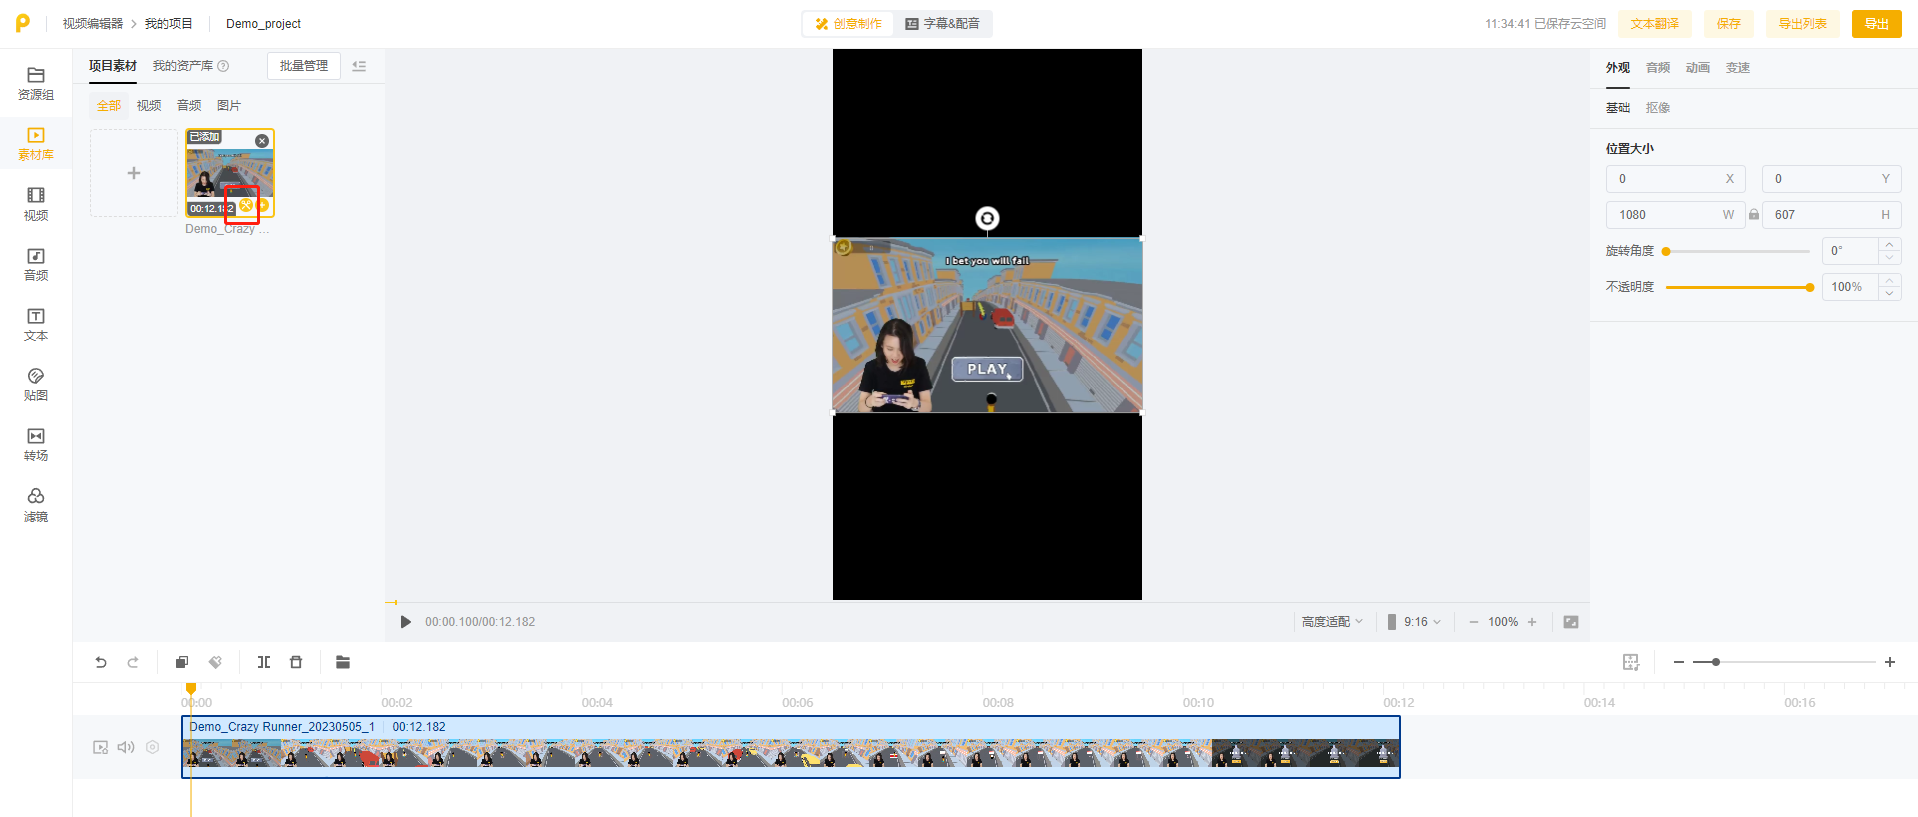 视频编辑器 > 我的项目 Demo_project
创意制作 字幕&配音
11:34:41 已保存云空间 文本翻译 保存 导出列表 导出
资源组
素材库
视频
音频
文本
贴图
转场
滤镜
项目素材 我的资产库 批量管理
全部 视频 音频 图片
已添加
00:12.182
Demo_Crazy ...
I bet you will fail
PLAY
00:00.100/00:12.182 高度适配 9:16 100%
外观 音频 动画 变速
基础 抠像
位置大小
0 X 0 Y
1080 W 607 H
旋转角度 0°
不透明度 100%
00:00 00:02 00:04 00:06 00:08 00:10 00:12 00:14 00:16
Demo_Crazy Runner_20230505_1 00:12.182